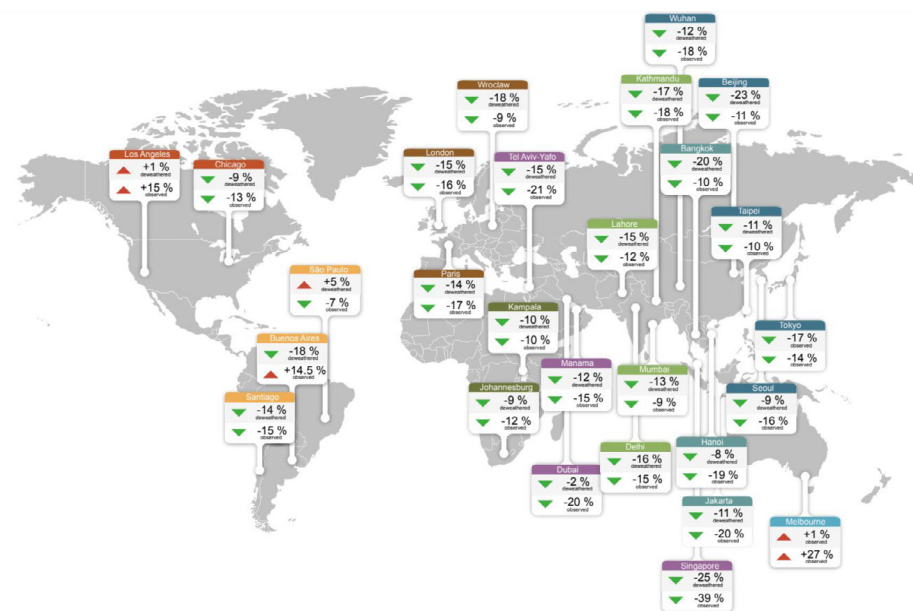 Wuhan
-12 %
deweathered
-18 %
observed
Kathmandu
-17 %
deweathered
-18 %
observed
Beijing
-23 %
deweathered
-11 %
observed
Wroclaw
-18 %
deweathered
-9 %
observed
Los Angeles
+1 %
deweathered
+15 %
observed
Chicago
-9 %
deweathered
-13 %
observed
London
-15 %
deweathered
-16 %
observed
Tel Aviv-Yafo
-15 %
deweathered
-21 %
observed
Bangkok
-20 %
deweathered
-10 %
observed
Taipei
-11 %
deweathered
-10 %
observed
Lahore
-15 %
deweathered
-12 %
observed
São Paulo
+5 %
deweathered
-7 %
observed
Paris
-14 %
deweathered
-17 %
observed
Kampala
-10 %
deweathered
-10 %
observed
Buenos Aires
-18 %
deweathered
+14.5 %
observed
Tokyo
-17 %
deweathered
-14 %
observed
Manama
-12 %
deweathered
-15 %
observed
Mumbai
-13 %
deweathered
-9 %
observed
Johannesburg
-9 %
deweathered
-12 %
observed
Seoul
-9 %
deweathered
-16 %
observed
Santiago
-14 %
deweathered
-15 %
observed
Delhi
-16 %
deweathered
-15 %
observed
Hanoi
-8 %
deweathered
-19 %
observed
Dubai
-2 %
deweathered
-20 %
observed
Jakarta
-11 %
deweathered
-20 %
observed
Melbourne
+1 %
observed
+27 %
observed
Singapore
-25 %
deweathered
-39 %
observed